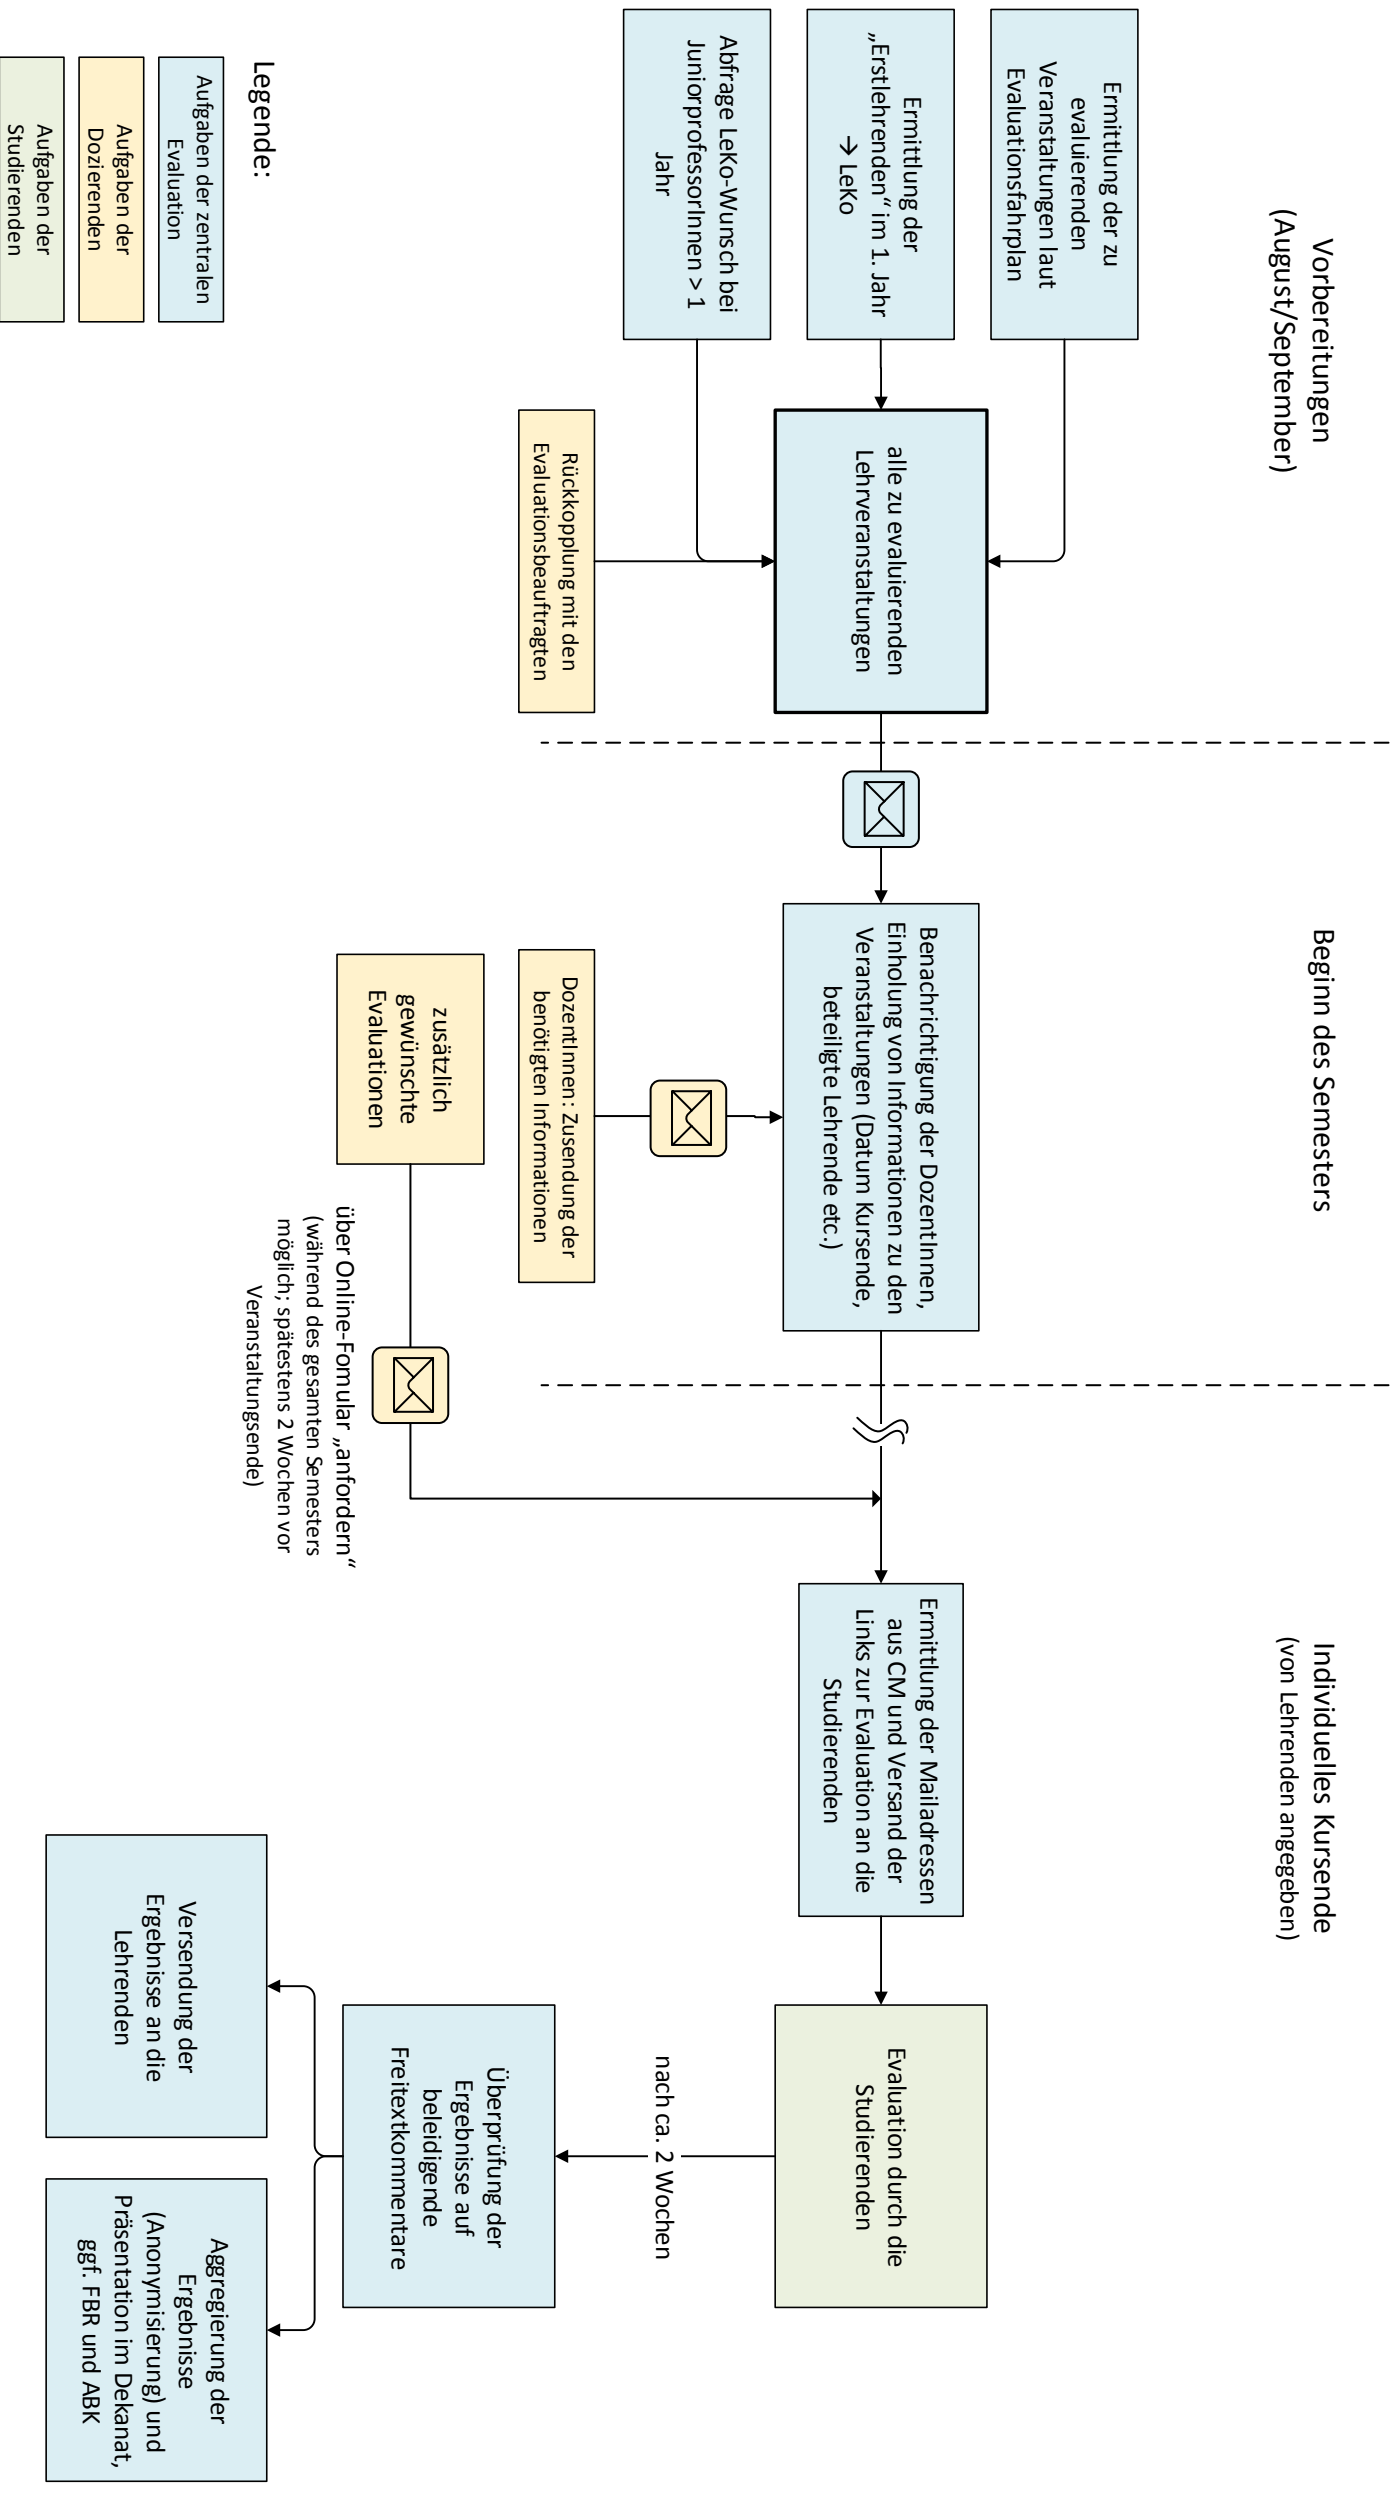 Vorbereitungen
(August/September)
Beginn des Semesters
Individuelles Kursende
(von Lehrenden angegeben)
Ermittlung der zu
evaluierenden
Veranstaltungen laut
Evaluationsfahrplan
Ermittlung der
„Erstlehrenden“ im 1. Jahr
→ LeKo
Abfrage LeKo-Wunsch bei
JuniorprofessorInnen > 1
Jahr
alle zu evaluierenden
Lehrveranstaltungen
Rückkopplung mit den
Evaluationsbeauftragten
Benachrichtigung der DozentInnen,
Einholung von Informationen zu den
Veranstaltungen (Datum Kursende,
beteiligte Lehrende etc.)
DozentInnen: Zusendung der
benötigten Informationen
zusätzlich
gewünschte
Evaluationen
über Online-Fomular „anfordern“
(während des gesamten Semesters
möglich; spätestens 2 Wochen vor
Veranstaltungsende)
Ermittlung der Mailadressen
aus CM und Versand der
Links zur Evaluation an die
Studierenden
Evaluation durch die
Studierenden
nach ca. 2 Wochen
Überprüfung der
Ergebnisse auf
beleidigende
Freitextkommentare
Versendung der
Ergebnisse an die
Lehrenden
Aggregierung der
Ergebnisse
(Anonymisierung) und
Präsentation im Dekanat,
ggf. FBR und ABK
Legende:
Aufgaben der zentralen
Evaluation
Aufgaben der
Dozierenden
Aufgaben der
Studierenden